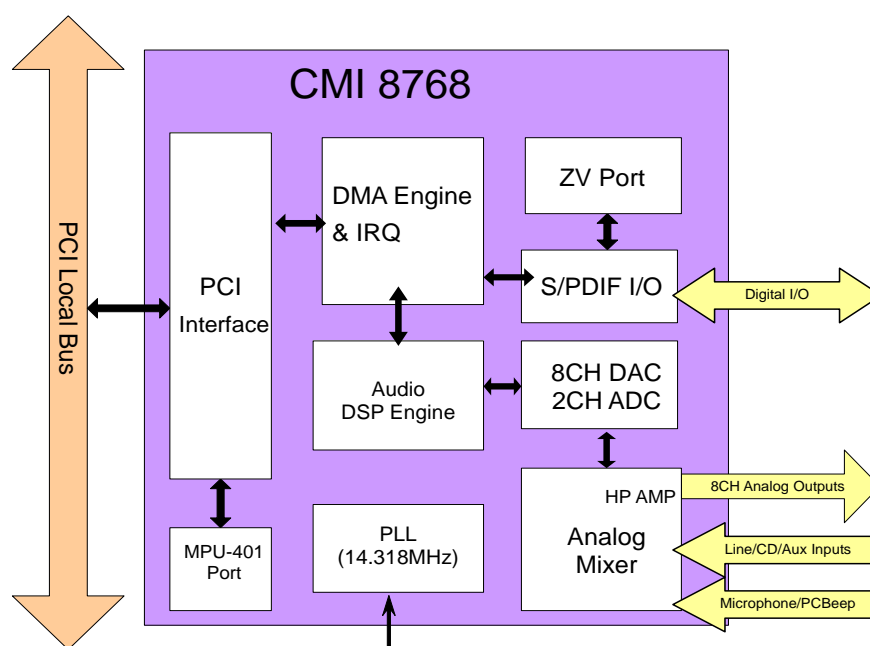 CMI 8768
PCI Local Bus
PCI
Interface
DMA Engine
& IRQ
ZV Port
S/PDIF I/O
Digital I/O
Audio
DSP Engine
8CH DAC
2CH ADC
HP AMP
Analog
Mixer
8CH Analog Outputs
Line/CD/Aux Inputs
Microphone/PCBeep
MPU-401
Port
PLL
(14.318MHz)